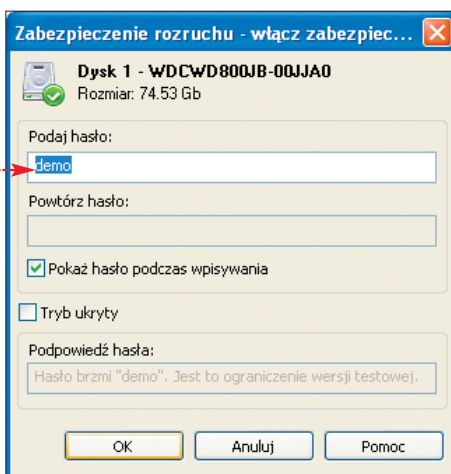 Zabezpieczenie rozruchu - włącz zabezpiec...
Dysk 1 - WDCWD800JB-00JJA0
Rozmiar: 74.53 Gb
Podaj hasło:
demo
Powtórz hasło:
Pokaż hasło podczas wpisywania
Tryb ukryty
Podpowiedź hasła:
Hasło brzmi "demo". Jest to ograniczenie wersji testowej.
OK Anuluj Pomoc